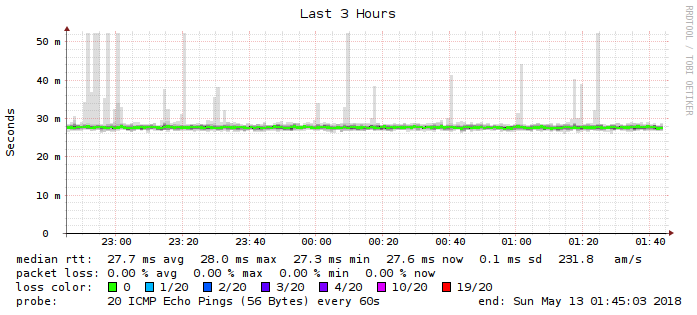 Last 3 Hours
RRDTOOL / TOBI OETIKER
Seconds
50 m
40 m
30 m
20 m
10 m
0
23:00 23:20 23:40 00:00 00:20 00:40 01:00 01:20 01:40
median rtt: 27.7 ms avg 28.0 ms max 27.3 ms min 27.6 ms now 0.1 ms sd 231.8 am/s
packet loss: 0.00 % avg 0.00 % max 0.00 % min 0.00 % now
loss color: 0 1/20 2/20 3/20 4/20 10/20 19/20
probe: 20 ICMP Echo Pings (56 Bytes) every 60s end: Sun May 13 01:45:03 2018